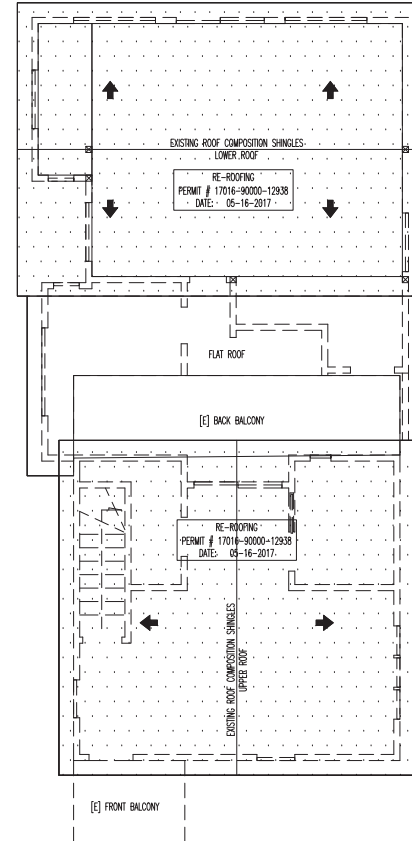 EXISTING ROOF COMPOSITION SHINGLES
LOWER ROOF
RE-ROOFING
PERMIT # 17016-90000-12938
DATE: 05-16-2017
FLAT ROOF
[E] BACK BALCONY
RE-ROOFING
PERMIT # 17016-90000-12938
DATE: 05-16-2017
EXISTING ROOF COMPOSITION SHINGLES
UPPER ROOF
[E] FRONT BALCONY